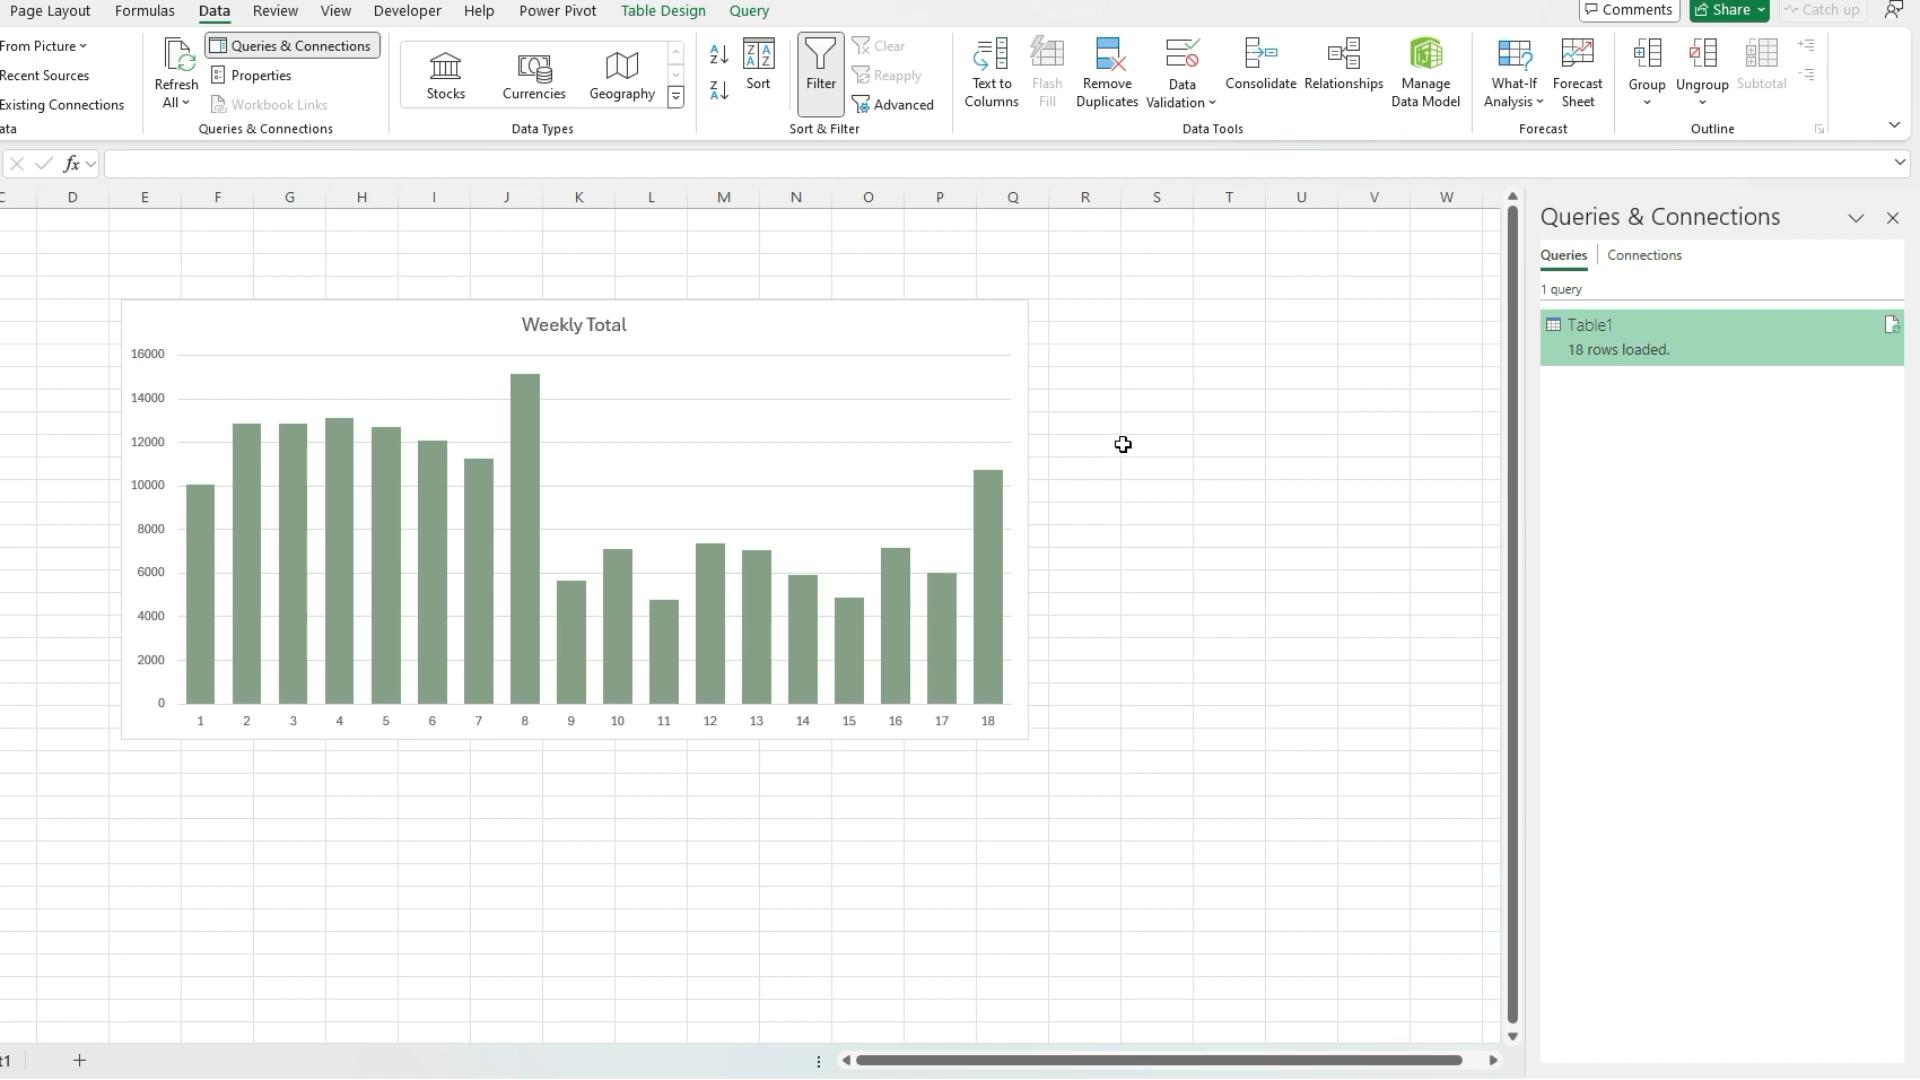 Page Layout Formulas Data Review View Developer Help Power Pivot Table Design Query Comments Share Catch up
From Picture
Recent Sources
Existing Connections
ata
Refresh
All
Queries & Connections
Properties
Workbook Links
Queries & Connections
Stocks Currencies Geography
Data Types
Sort
Filter
Clear
Reapply
Advanced
Sort & Filter
Text to
Columns
Flash
Fill
Remove
Duplicates
Data
Validation
Consolidate
Relationships
Manage
Data Model
Data Tools
What-If
Analysis
Forecast
Sheet
Forecast
Group
Ungroup
Subtotal
Outline
fx
C D E F G H I J K L M N O P Q R S T U V W
Weekly Total
16000
14000
12000
10000
8000
6000
4000
2000
0
1 2 3 4 5 6 7 8 9 10 11 12 13 14 15 16 17 18
Queries & Connections
Queries Connections
1 query
Table1
18 rows loaded.
t1